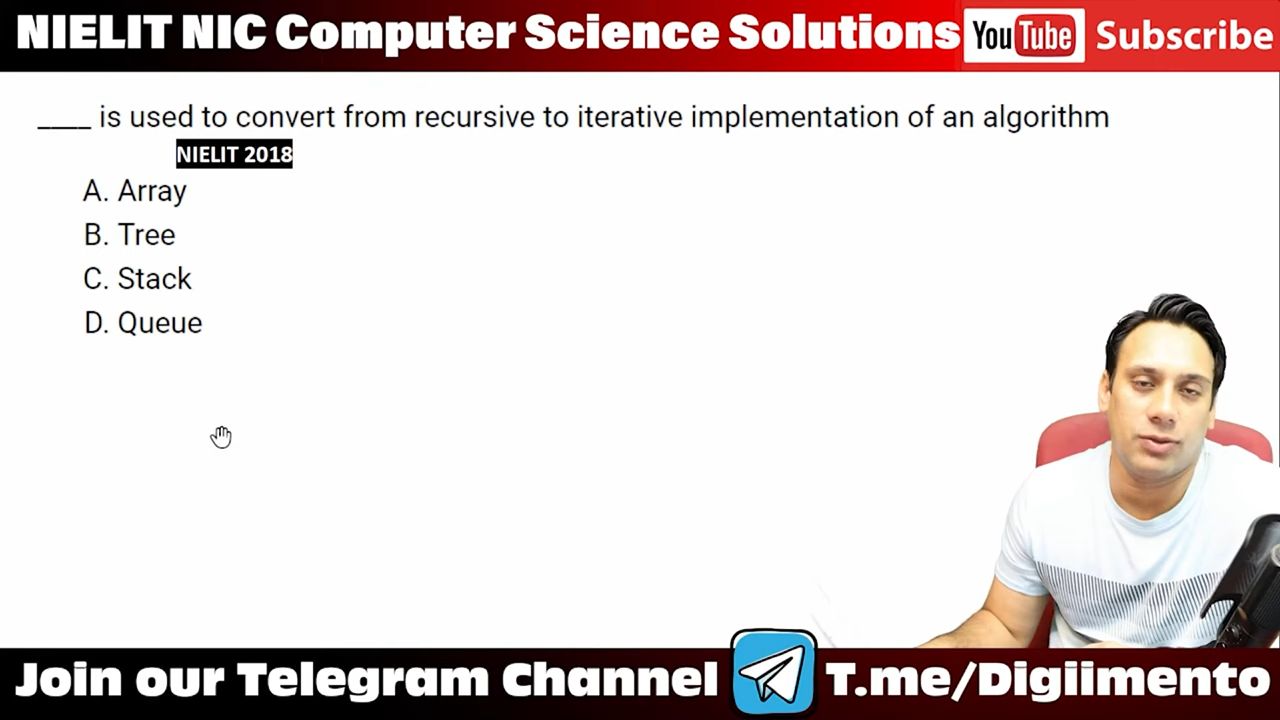 NIELIT NIC Computer Science Solutions YouTube Subscribe
____ is used to convert from recursive to iterative implementation of an algorithm
NIELIT 2018
A. Array
B. Tree
C. Stack
D. Queue
Join our Telegram Channel T.me/Digiimento